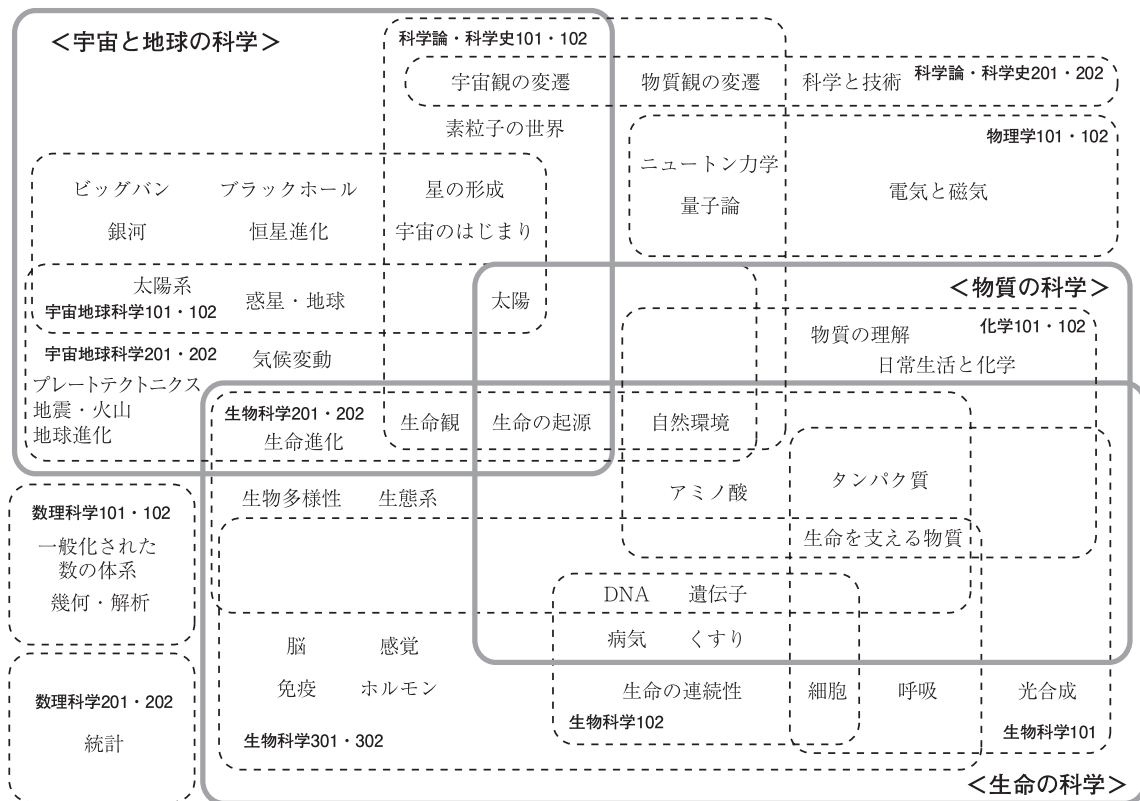 ＜宇宙と地球の科学＞
科学論・科学史101・102
宇宙観の変遷
物質観の変遷
科学と技術
科学論・科学史201・202
素粒子の世界
物理学101・102
ニュートン力学
量子論
電気と磁気
ビッグバン
ブラックホール
星の形成
銀河
恒星進化
宇宙のはじまり
太陽系
宇宙地球科学101・102
惑星・地球
太陽
＜物質の科学＞
物質の理解
化学101・102
日常生活と化学
宇宙地球科学201・202
気候変動
プレートテクトニクス
地震・火山
地球進化
生物科学201・202
生命進化
生命観
生命の起源
自然環境
生物多様性
生態系
アミノ酸
タンパク質
生命を支える物質
数理科学101・102
一般化された
数の体系
幾何・解析
DNA
遺伝子
病気
くすり
脳
感覚
免疫
ホルモン
生命の連続性
細胞
呼吸
光合成
生物科学102
生物科学101
生物科学301・302
数理科学201・202
統計
＜生命の科学＞